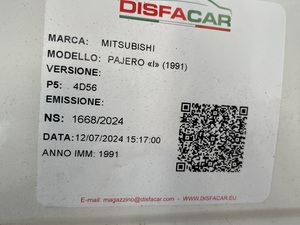 DISFACAR
MARCA: MITSUBISHI
MODELLO: PAJERO «I» (1991)
VERSIONE:
P5: . 4D56
EMISSIONE:
NS: 1668/2024
DATA:12/07/2024 15:17:00
ANNO IMM: 1991
E-mail magazzino@disfacar.it WWW.DISFACAR.EU